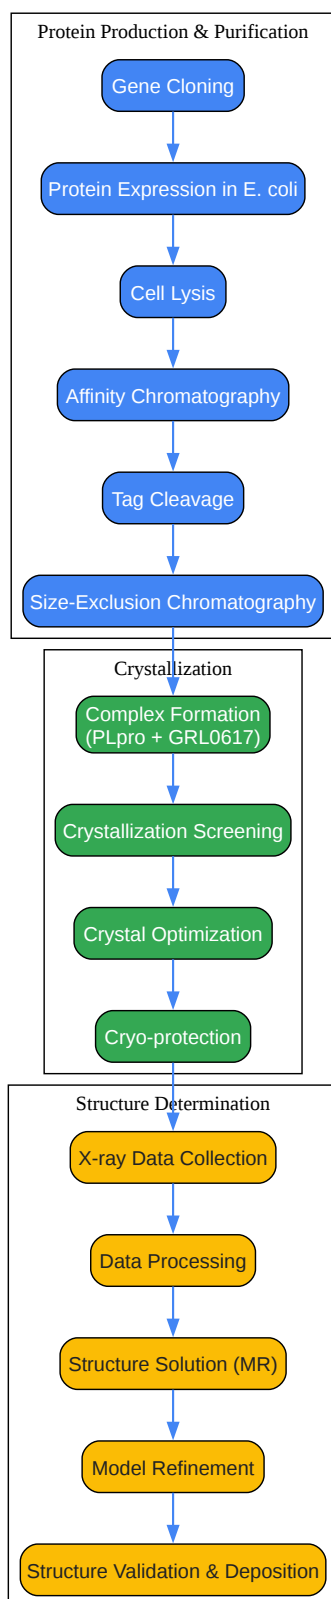 Protein Production & Purification
Gene Cloning
Protein Expression in E. coli
Cell Lysis
Affinity Chromatography
Tag Cleavage
Size-Exclusion Chromatography
Crystallization
Complex Formation
(PLpro + GRL0617)
Crystallization Screening
Crystal Optimization
Cryo-protection
Structure Determination
X-ray Data Collection
Data Processing
Structure Solution (MR)
Model Refinement
Structure Validation & Deposition